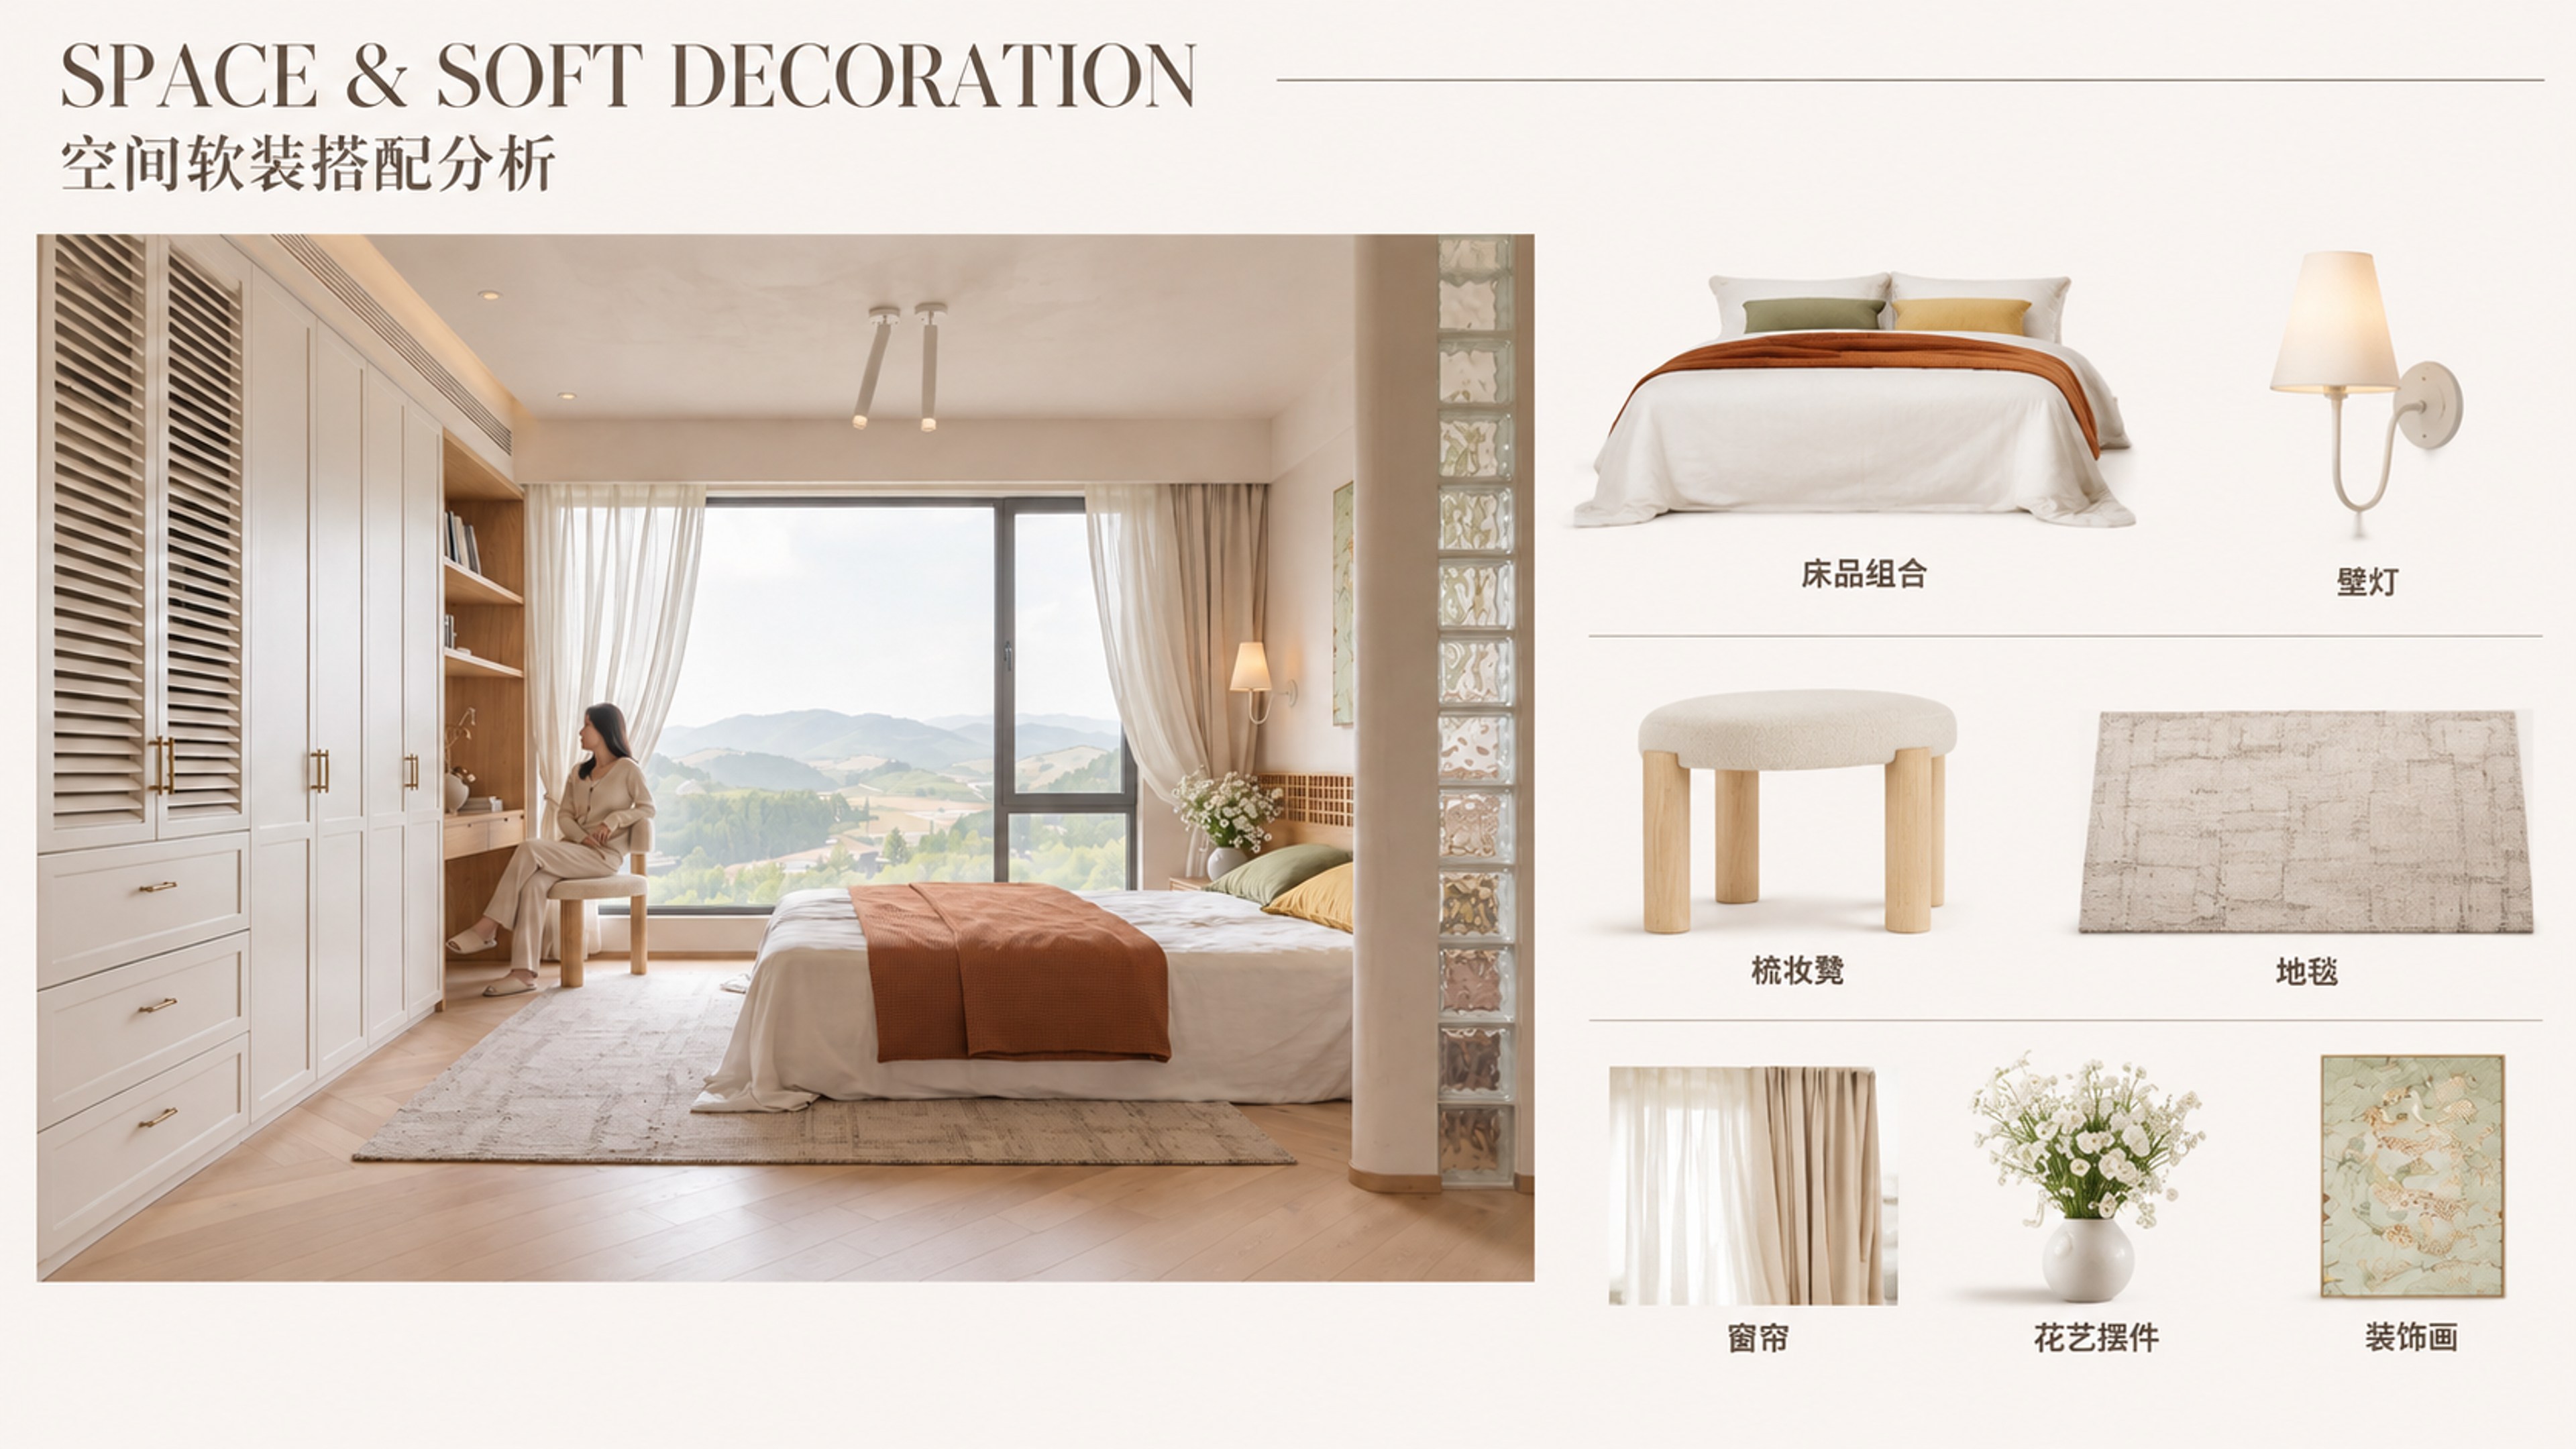 SPACE & SOFT DECORATION
空间软装搭配分析
床品组合
壁灯
梳妆凳
地毯
窗帘
花艺摆件
装饰画